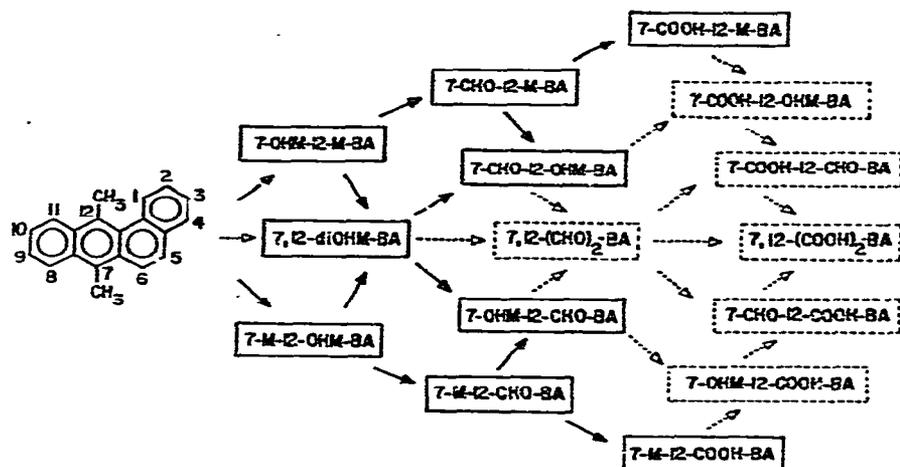 7-COOH-12-M-BA
7-CHO-12-M-BA
7-COOH-12-OHM-BA
7-OHM-12-M-BA
7-CHO-12-OHM-BA
7-COOH-12-CHO-BA
CH3
1
2
3
4
5
6
7
8
9
10
11
12
CH3
7,12-diOHM-BA
7,12-(CHO)2-BA
7,12-(COOH)2-BA
7-OHM-12-CHO-BA
7-CHO-12-COOH-BA
7-M-12-OHM-BA
7-M-12-CHO-BA
7-OHM-12-COOH-BA
7-M-12-COOH-BA